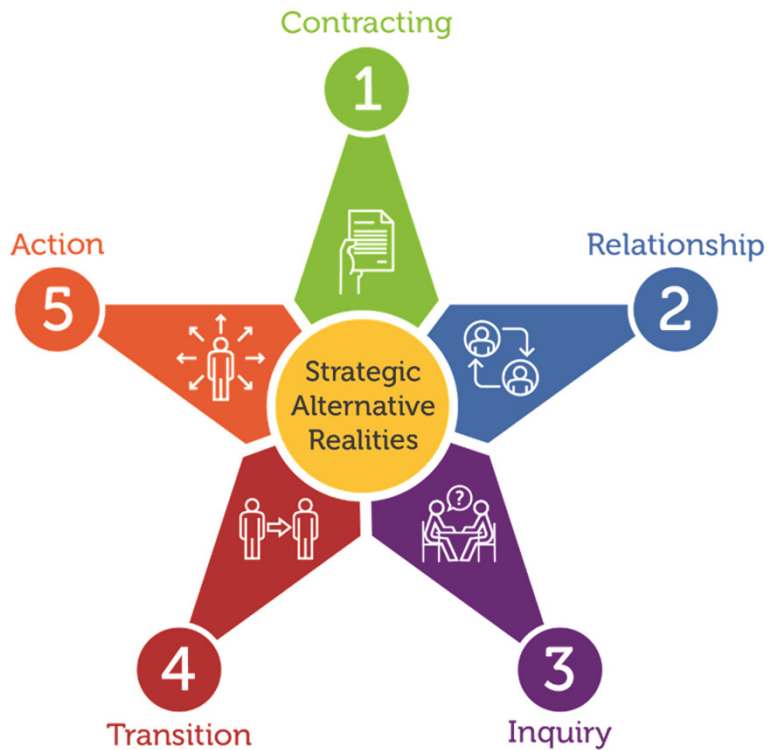 Contracting
1
Relationship
2
Inquiry
3
?
Transition
4
Action
5
Strategic
Alternative
Realities